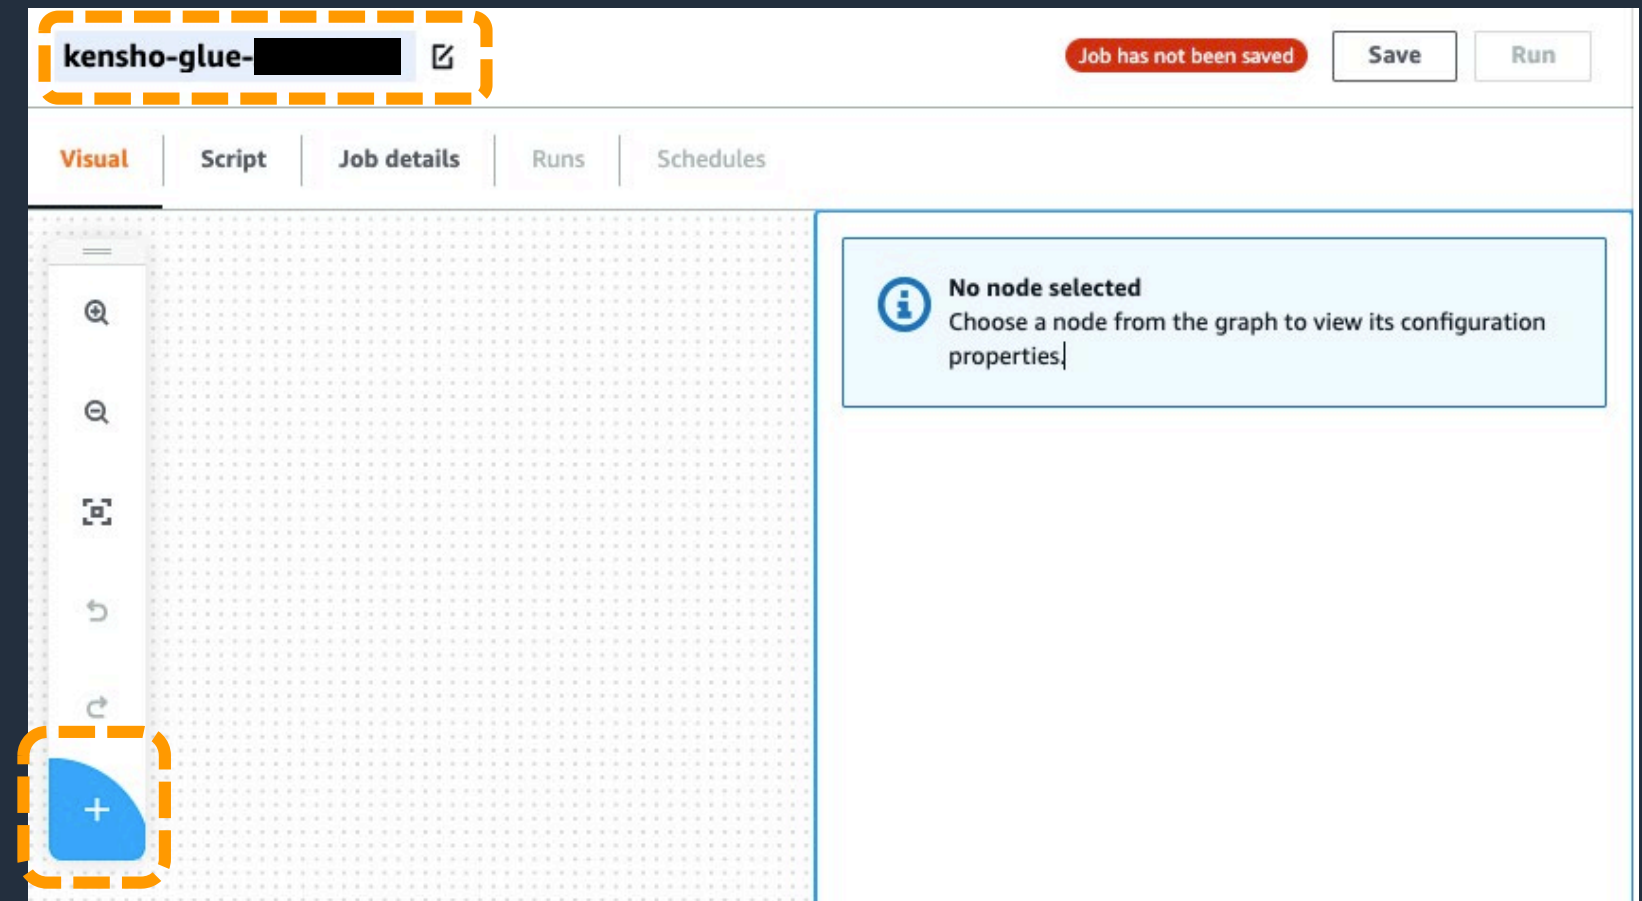 kensho-glue-
Job has not been saved
Save
Run
Visual
Script
Job details
Runs
Schedules
No node selected
Choose a node from the graph to view its configuration
properties.